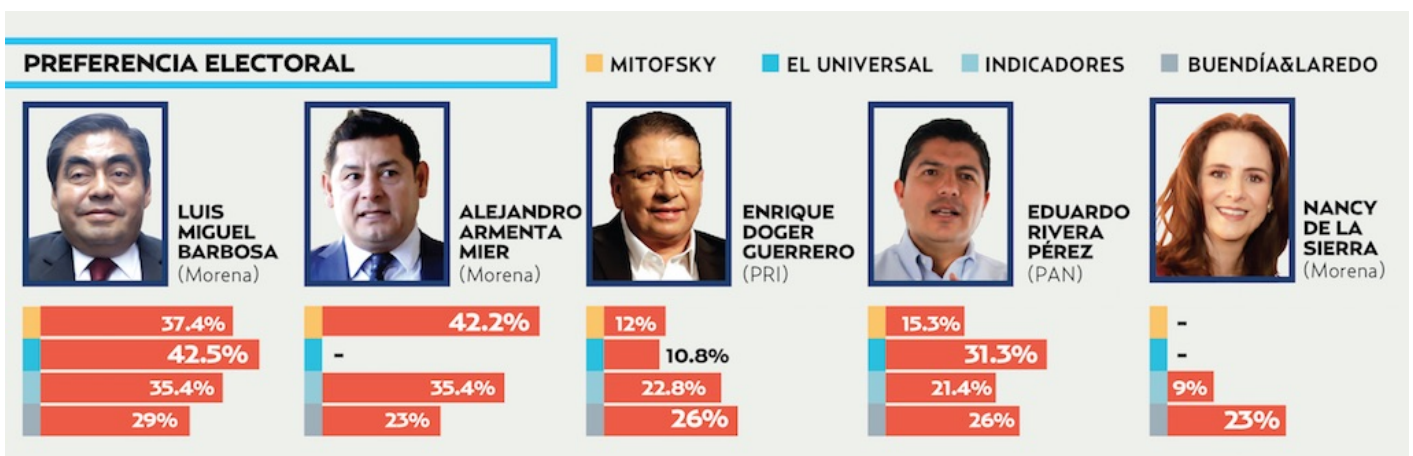 PREFERENCIA ELECTORAL
MITOFSKY
EL UNIVERSAL
INDICADORES
BUENDÍA&LAREDO
LUIS
MIGUEL
BARBOSA
(Morena)
37.4%
42.5%
35.4%
29%
ALEJANDRO
ARMENTA
MIER
(Morena)
42.2%
-
35.4%
23%
ENRIQUE
DOGER
GUERRERO
(PRI)
12%
10.8%
22.8%
26%
EDUARDO
RIVERA
PÉREZ
(PAN)
15.3%
31.3%
21.4%
26%
NANCY
DE LA
SIERRA
(Morena)
-
-
9%
23%